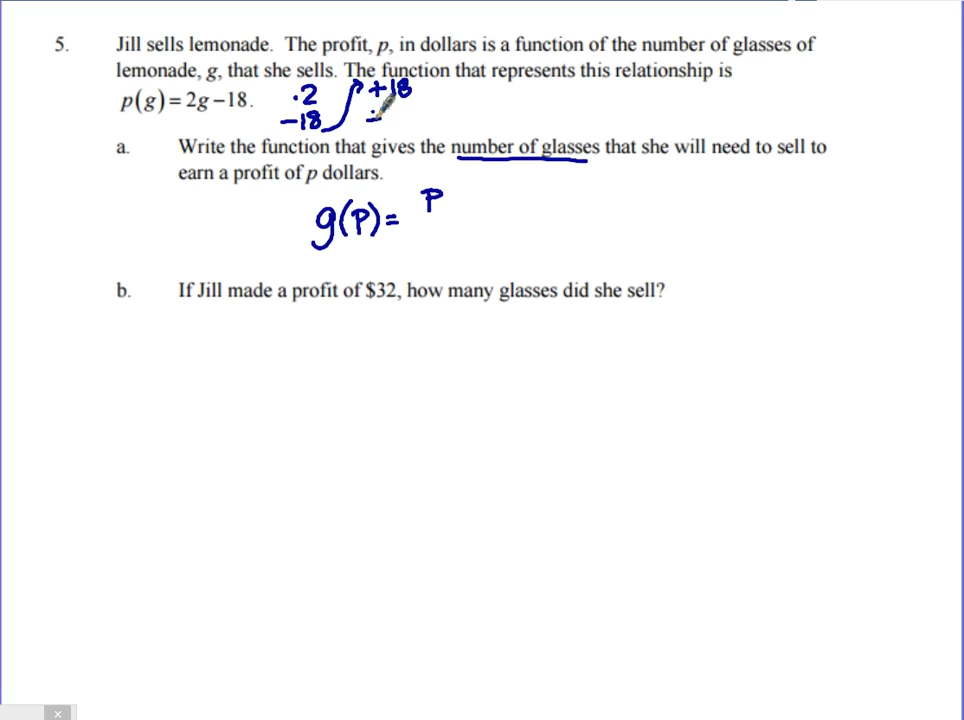 5. Jill sells lemonade. The profit, p, in dollars is a function of the number of glasses of
lemonade, g, that she sells. The function that represents this relationship is
p(g) = 2g – 18.
·2 +18
–18 ÷
a. Write the function that gives the number of glasses that she will need to sell to
earn a profit of p dollars.
g(P) = P
b. If Jill made a profit of $32, how many glasses did she sell?